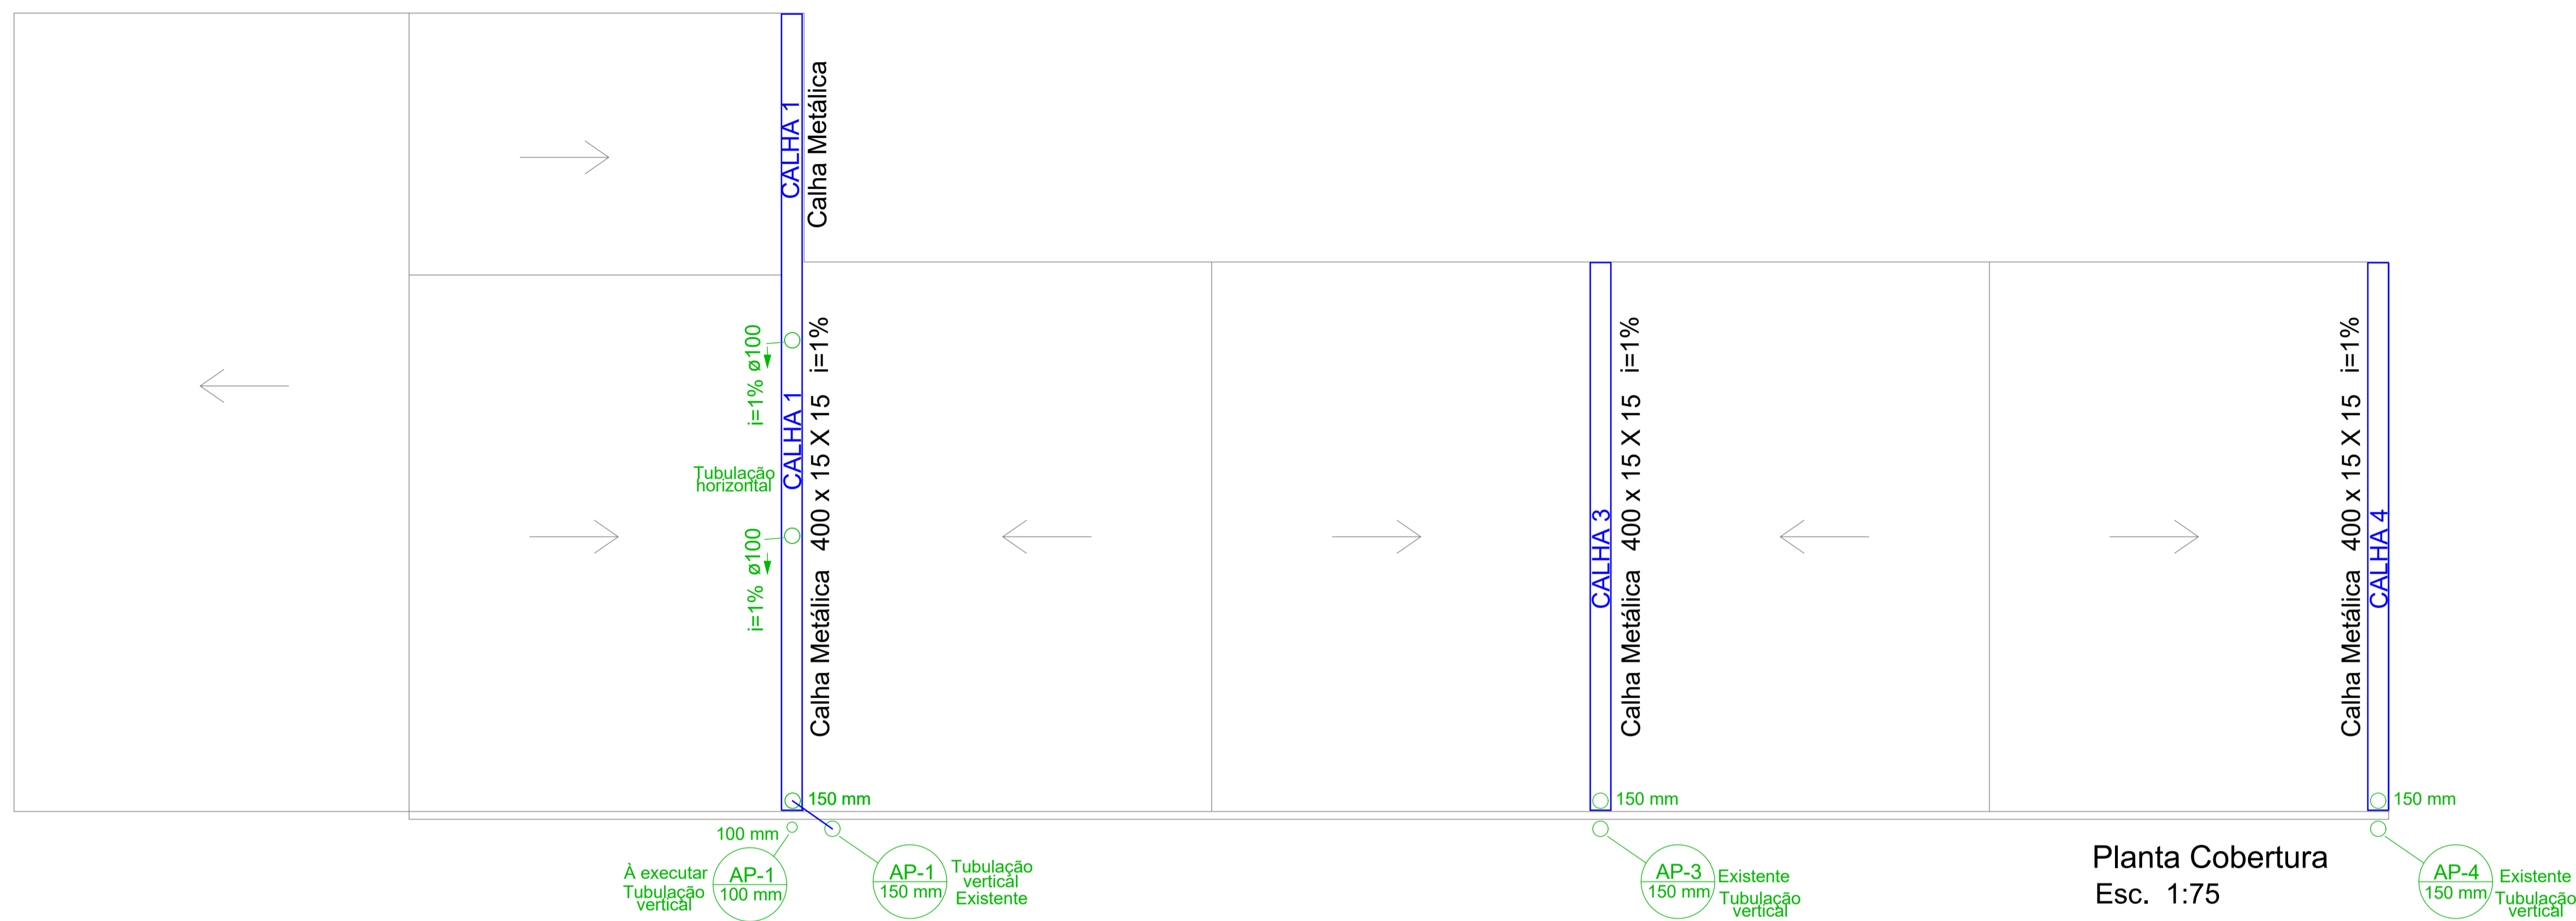 CALHA 1
Calha Metálica
i=1% ø100
CALHA 1
Calha Metálica 400 x 15 X 15 i=1%
Tubulação
horizontal
i=1% ø100
CALHA 3
Calha Metálica 400 x 15 X 15 i=1%
Calha Metálica 400 x 15 X 15 i=1%
CALHA 4
150 mm
150 mm
150 mm
100 mm
À executar
Tubulação
vertical
AP-1
100 mm
AP-1
150 mm
Tubulação
vertical
Existente
AP-3
150 mm
Existente
Tubulação
vertical
Planta Cobertura
Esc. 1:75
AP-4
150 mm
Existente
Tubulação
vertical